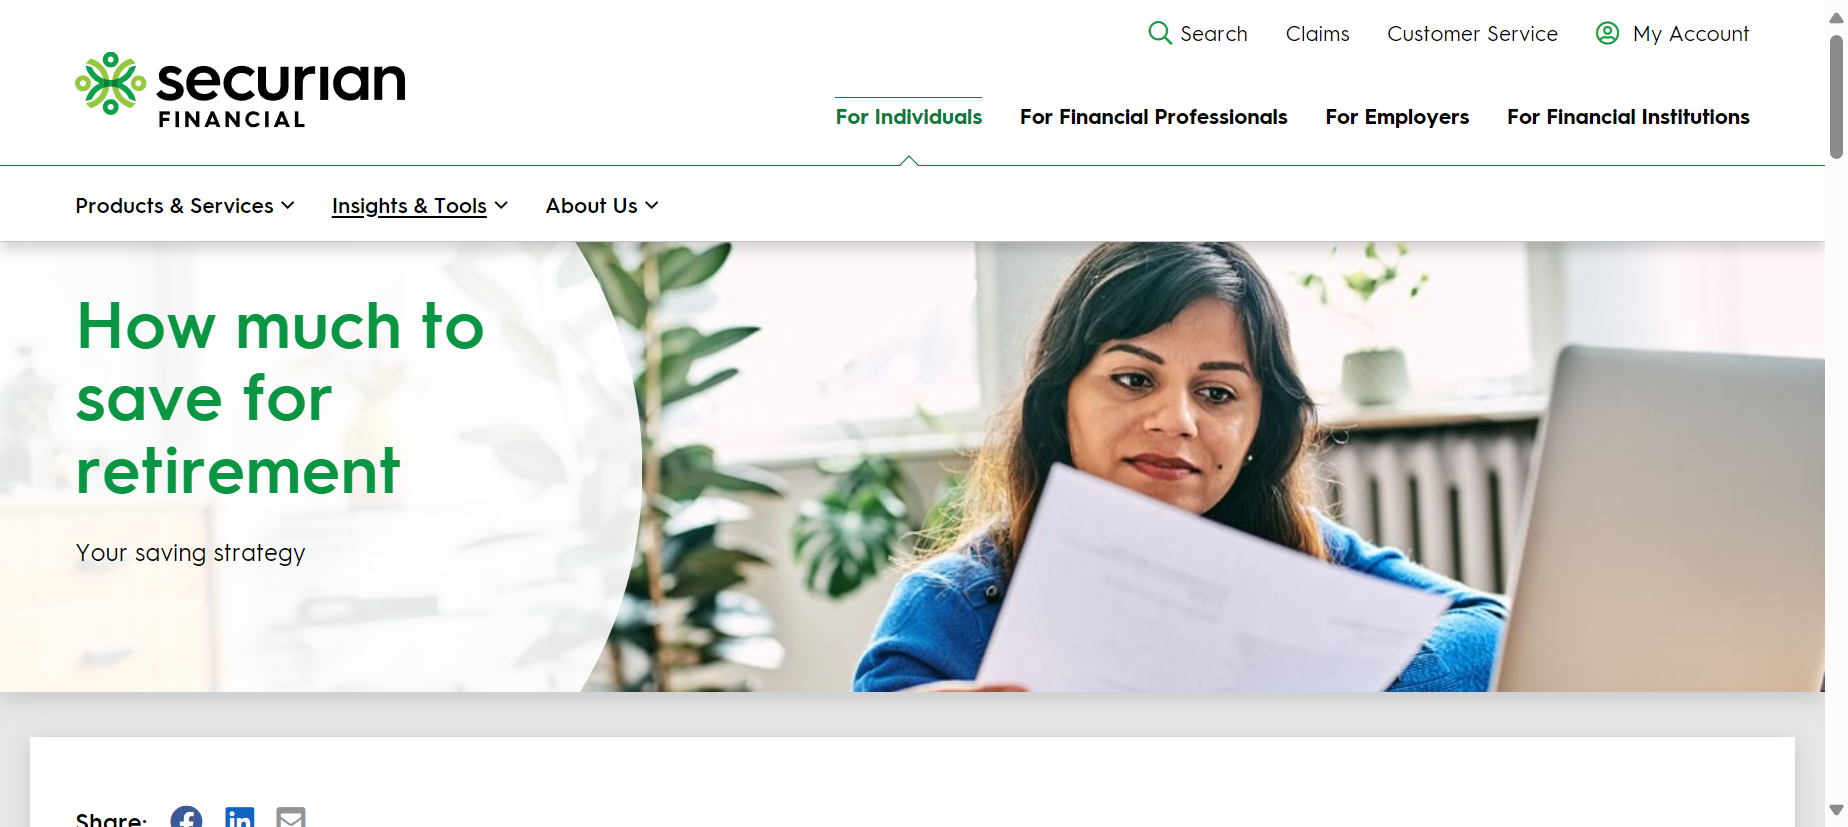 Search
Claims
Customer Service
My Account
securian
FINANCIAL
For Individuals
For Financial Professionals
For Employers
For Financial Institutions
Products & Services
Insights & Tools
About Us
How much to
save for
retirement
Your saving strategy
Share:
in